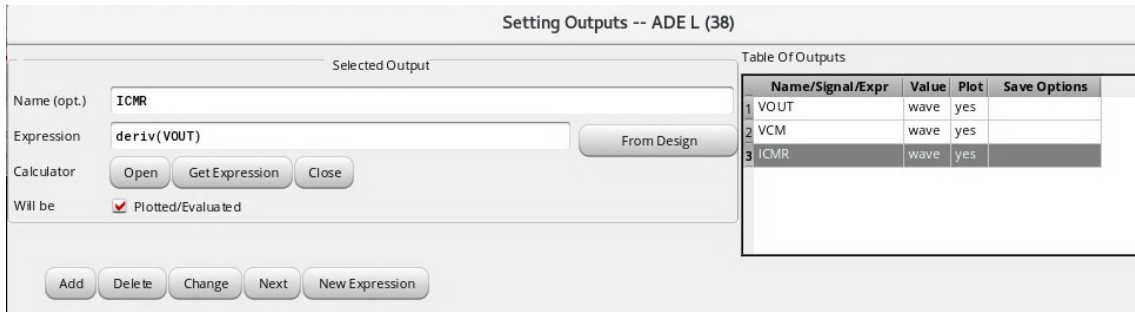 Setting Outputs -- ADE L (38)
Selected Output
Name (opt.) ICMR
Expression deriv(VOUT) From Design
Calculator Open Get Expression Close
Will be Plotted/Evaluated
Add Delete Change Next New Expression
Table Of Outputs
Name/Signal/Expr Value Plot Save Options
1 VOUT wave yes
2 VCM wave yes
3 ICMR wave yes